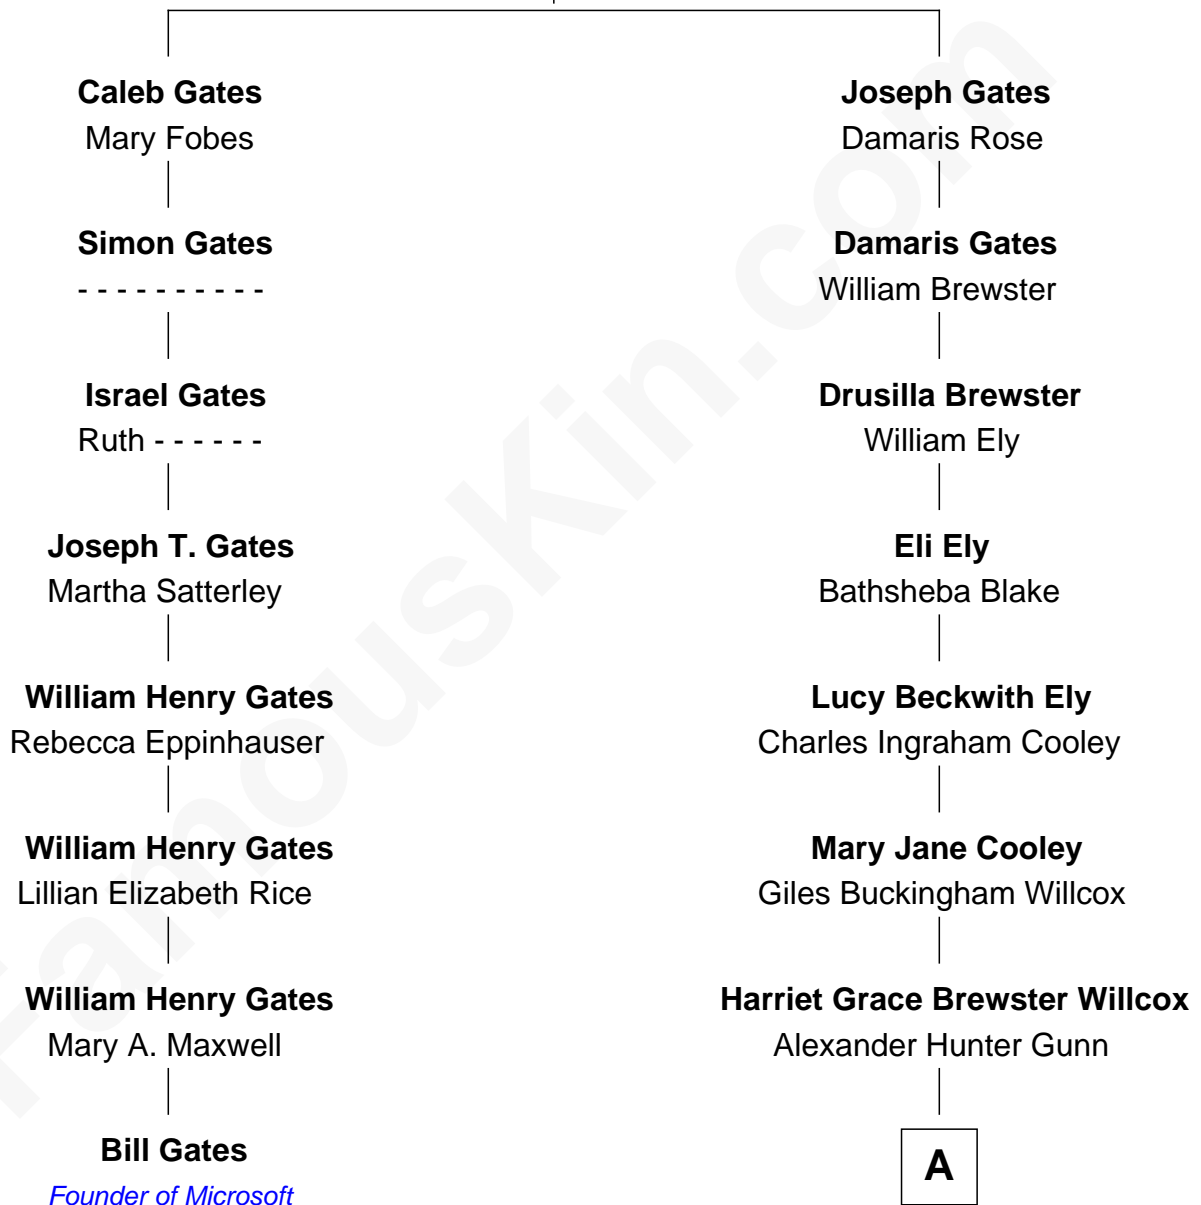 Caleb Gates
Mary Fobes
Simon Gates
- - - - - - - - - -
Israel Gates
Ruth - - - - - -
Joseph T. Gates
Martha Satterley
William Henry Gates
Rebecca Eppinhauser
William Henry Gates
Lillian Elizabeth Rice
William Henry Gates
Mary A. Maxwell
Bill Gates
Founder of Microsoft
Joseph Gates
Damaris Rose
Damaris Gates
William Brewster
Drusilla Brewster
William Ely
Eli Ely
Bathsheba Blake
Lucy Beckwith Ely
Charles Ingraham Cooley
Mary Jane Cooley
Giles Buckingham Willcox
Harriet Grace Brewster Willcox
Alexander Hunter Gunn
A
FamousKin.com